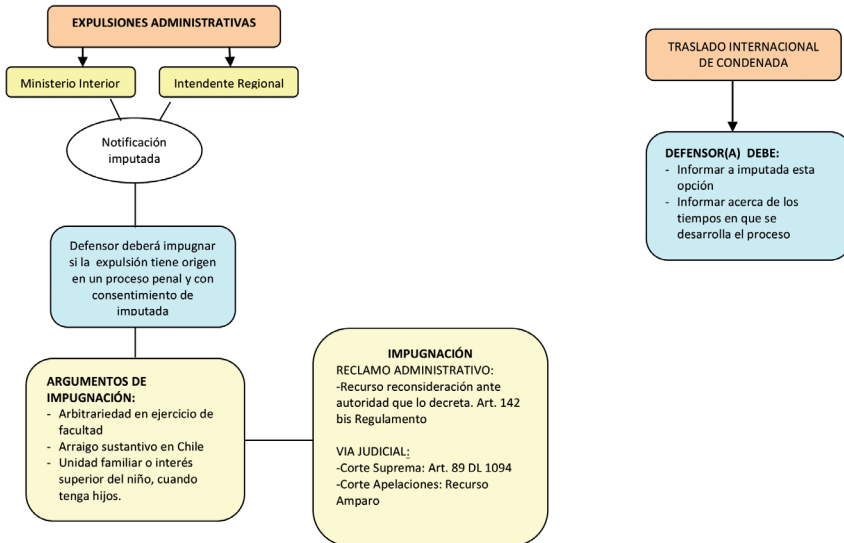 EXPULSIONES ADMINISTRATIVAS
Ministerio Interior
Intendente Regional
Notificación
imputada
Defensor deberá impugnar
si la expulsión tiene origen
en un proceso penal y con
consentimiento de
imputada
ARGUMENTOS DE
IMPUGNACIÓN:
- Arbitrariedad en ejercicio de
facultad
- Arraigo sustantivo en Chile
- Unidad familiar o interés
superior del niño, cuando
tenga hijos.
IMPUGNACIÓN
RECLAMO ADMINISTRATIVO:
-Recurso reconsideración ante
autoridad que lo decreta. Art. 142
bis Regulamento
VIA JUDICIAL:
-Corte Suprema: Art. 89 DL 1094
-Corte Apelaciones: Recurso
Amparo
TRASLADO INTERNACIONAL
DE CONDENADA
DEFENSOR(A) DEBE:
- Informar a imputada esta
opción
- Informar acerca de los
tiempos en que se
desarrolla el proceso